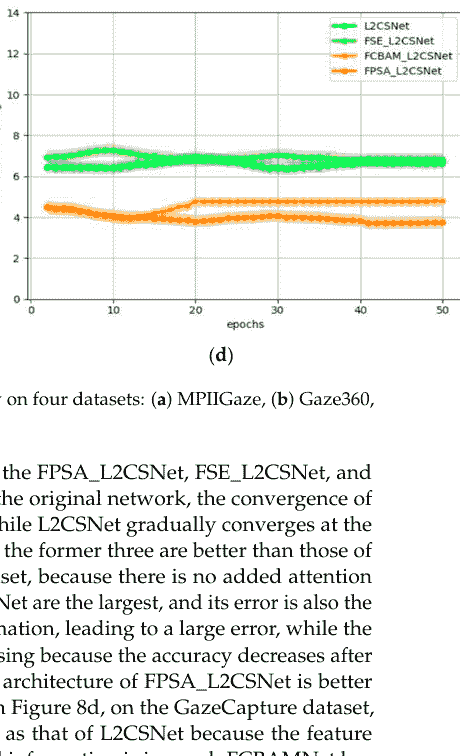 14
L2CSNet
FSE_L2CSNet
FCBAM_L2CSNet
FPSA_L2CSNet
10
8
6
4
2
0
0 10 20 30 40 50
epochs
(d)
on four datasets: (a) MPIIGaze, (b) Gaze360,
the FPSA_L2CSNet, FSE_L2CSNet, and
the original network, the convergence of
hile L2CSNet gradually converges at the
the former three are better than those of
set, because there is no added attention
Net are the largest, and its error is also the
nation, leading to a large error, while the
sing because the accuracy decreases after
architecture of FPSA_L2CSNet is better
n Figure 8d, on the GazeCapture dataset,
as that of L2CSNet because the feature